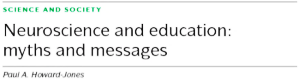 SCIENCE AND SOCIETY
Neuroscience and education:
myths and messages
Paul A. Howard-Jones